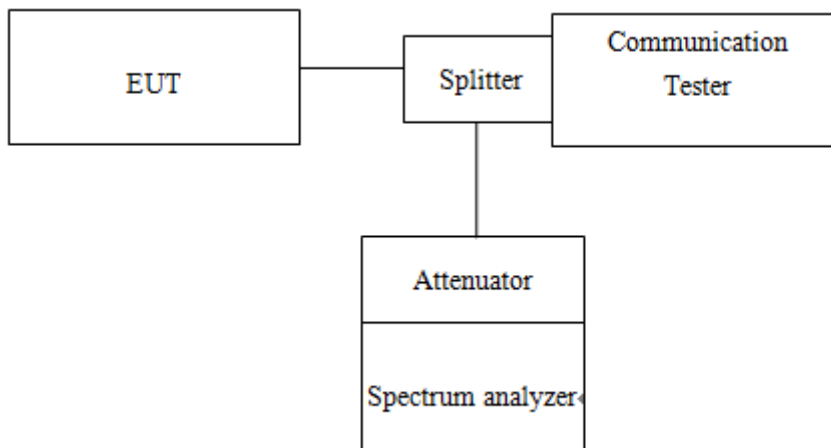 EUT
Splitter
Communication
Tester
Attenuator
Spectrum analyzer